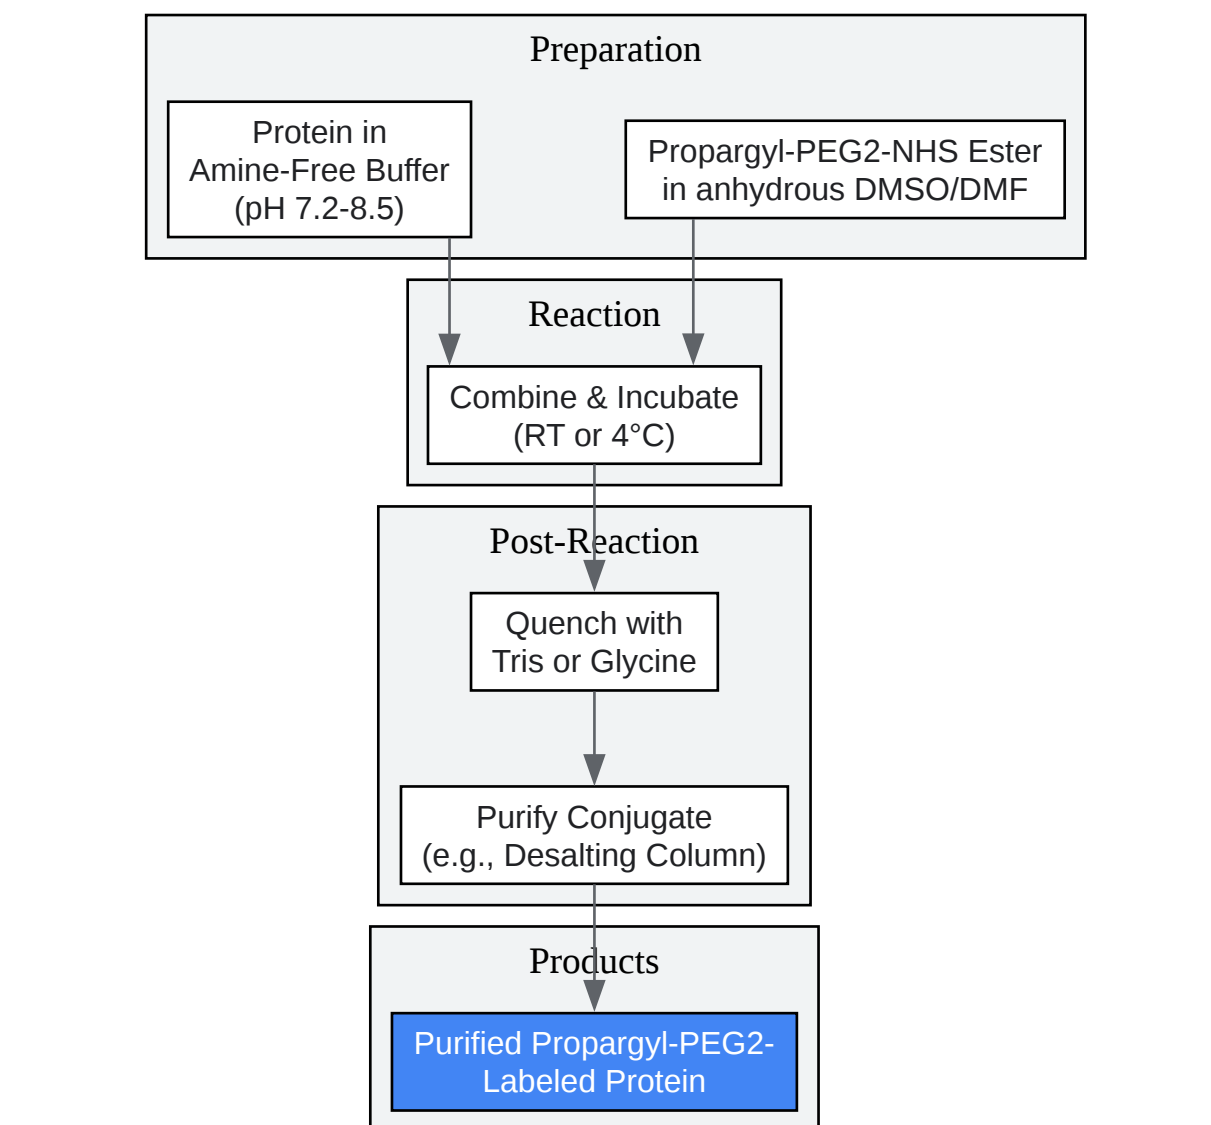 Preparation
Protein in
Amine-Free Buffer
(pH 7.2-8.5)
Propargyl-PEG2-NHS Ester
in anhydrous DMSO/DMF
Reaction
Combine & Incubate
(RT or 4°C)
Post-Reaction
Quench with
Tris or Glycine
Purify Conjugate
(e.g., Desalting Column)
Products
Purified Propargyl-PEG2-
Labeled Protein